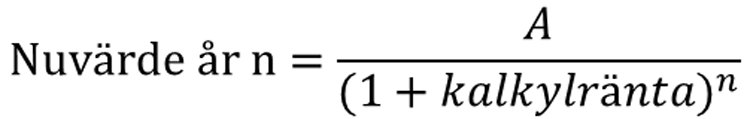 Nuvärde år n = A / (1 + kalkylränta)^n